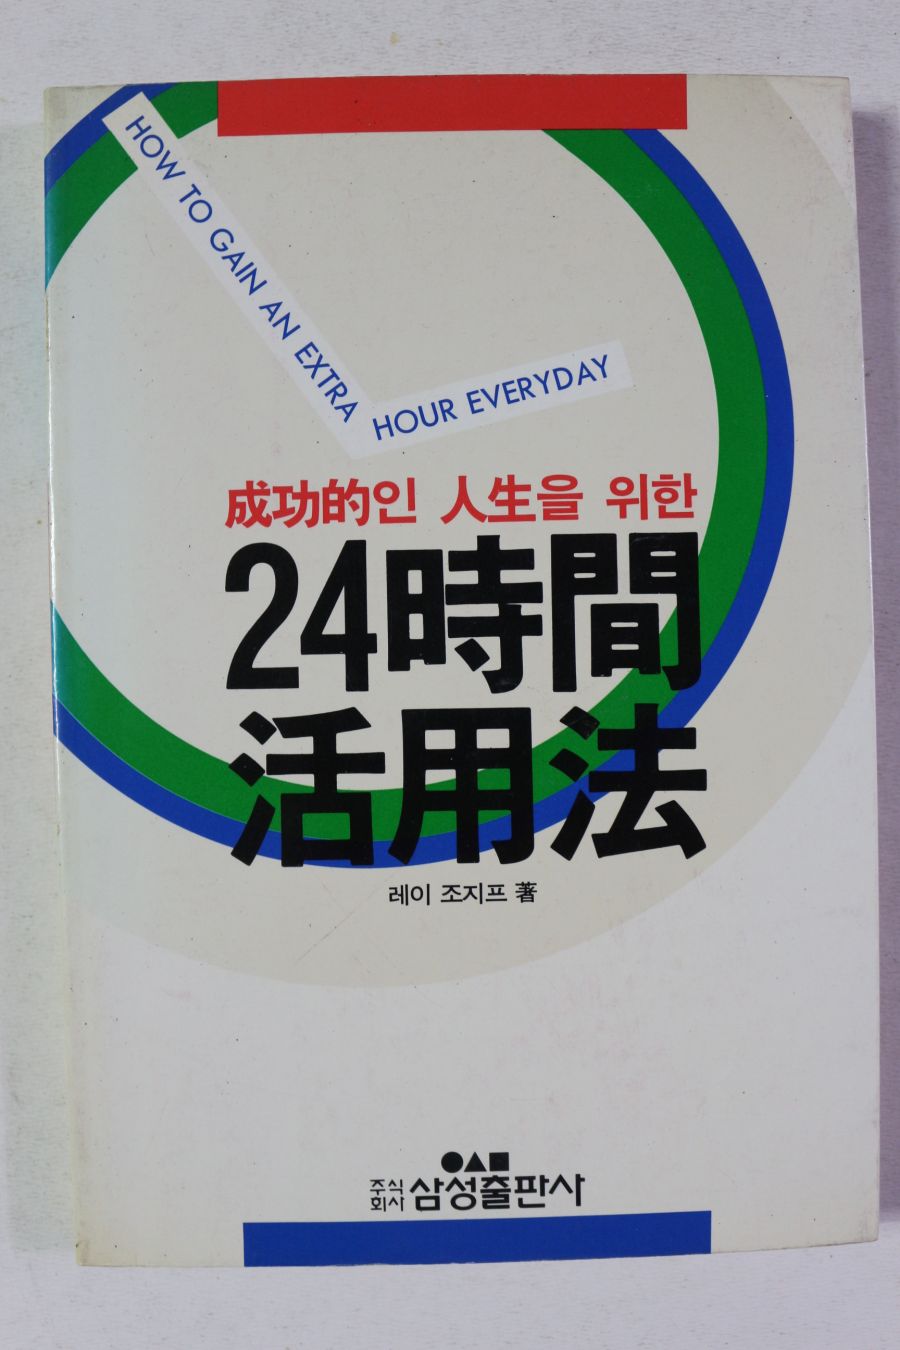 HOW TO GAIN AN EXTRA
HOUR EVERYDAY
成功的인 人生을 위한
24時間
活用法
레이 조지프 著
주식
회사 삼성출판사